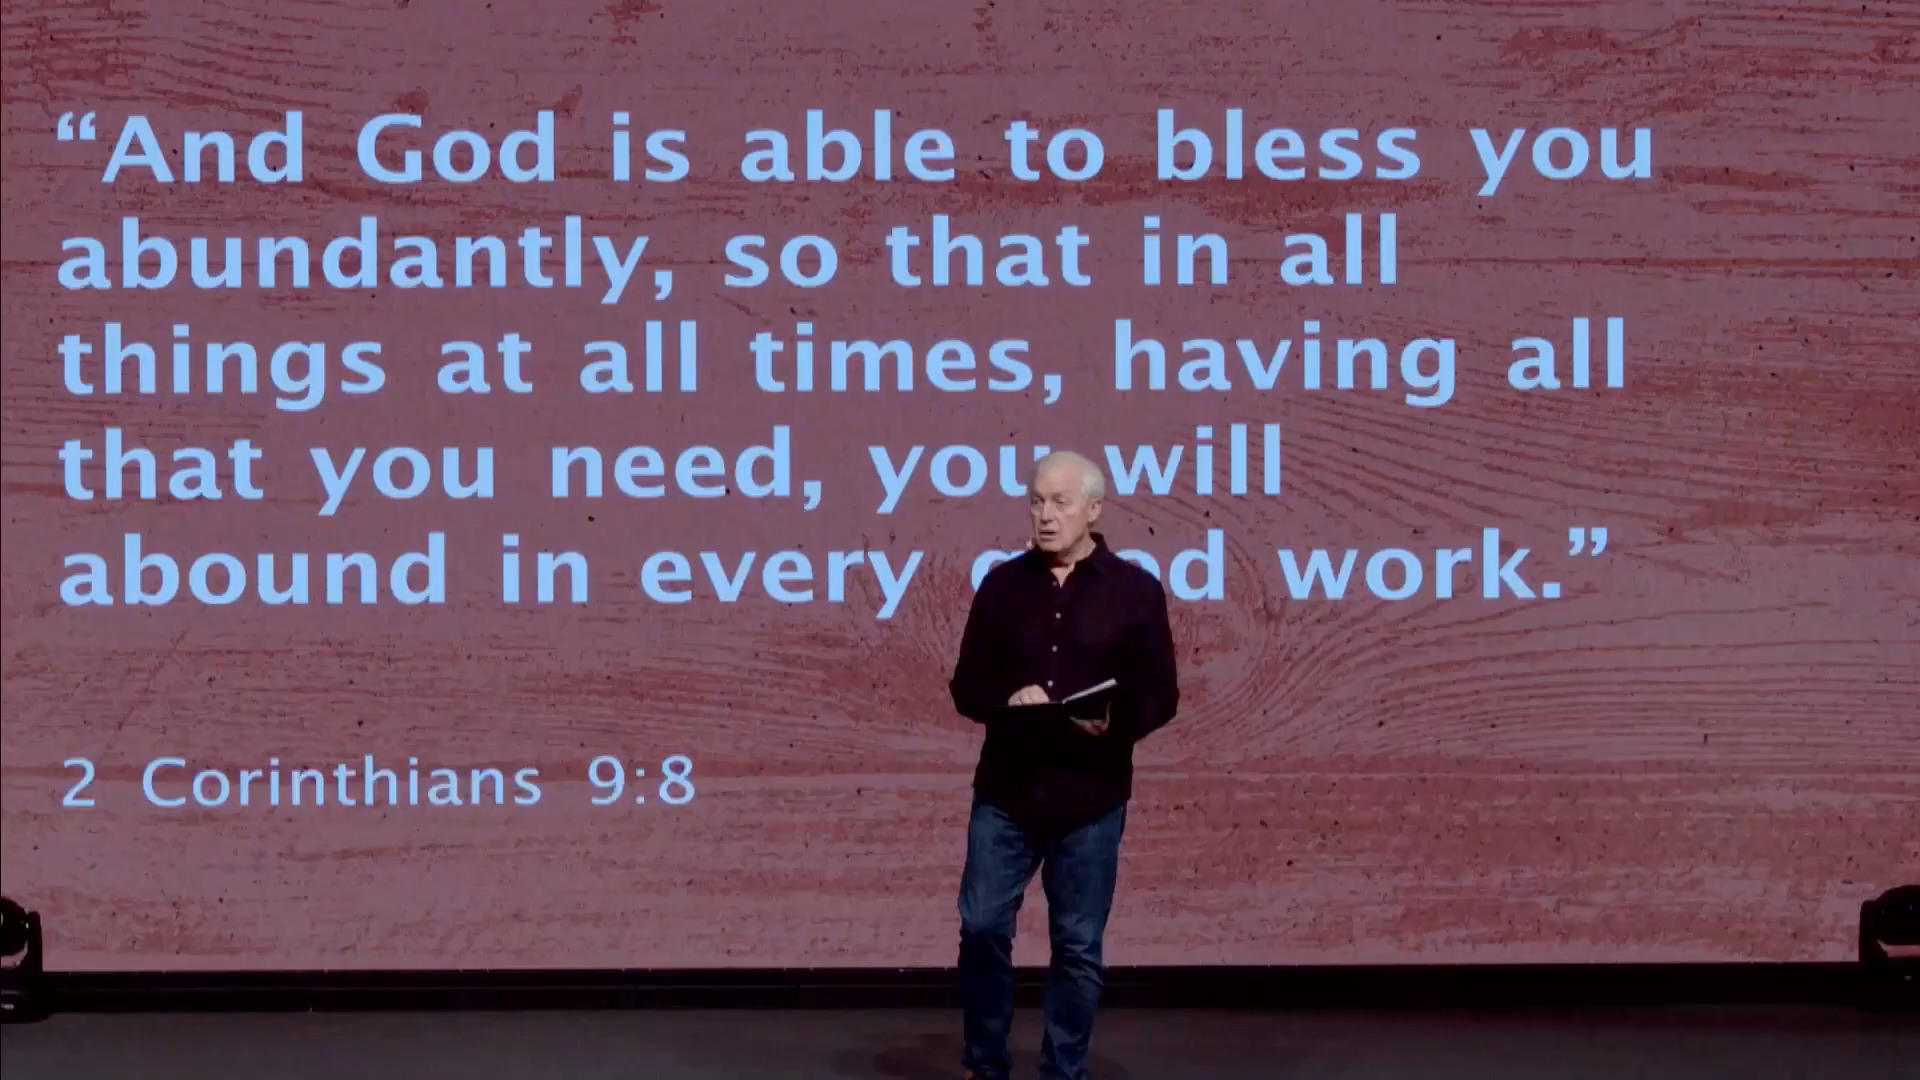 “And God is able to bless you
abundantly, so that in all
things at all times, having all
that you need, you will
abound in every good work.”
2 Corinthians 9:8